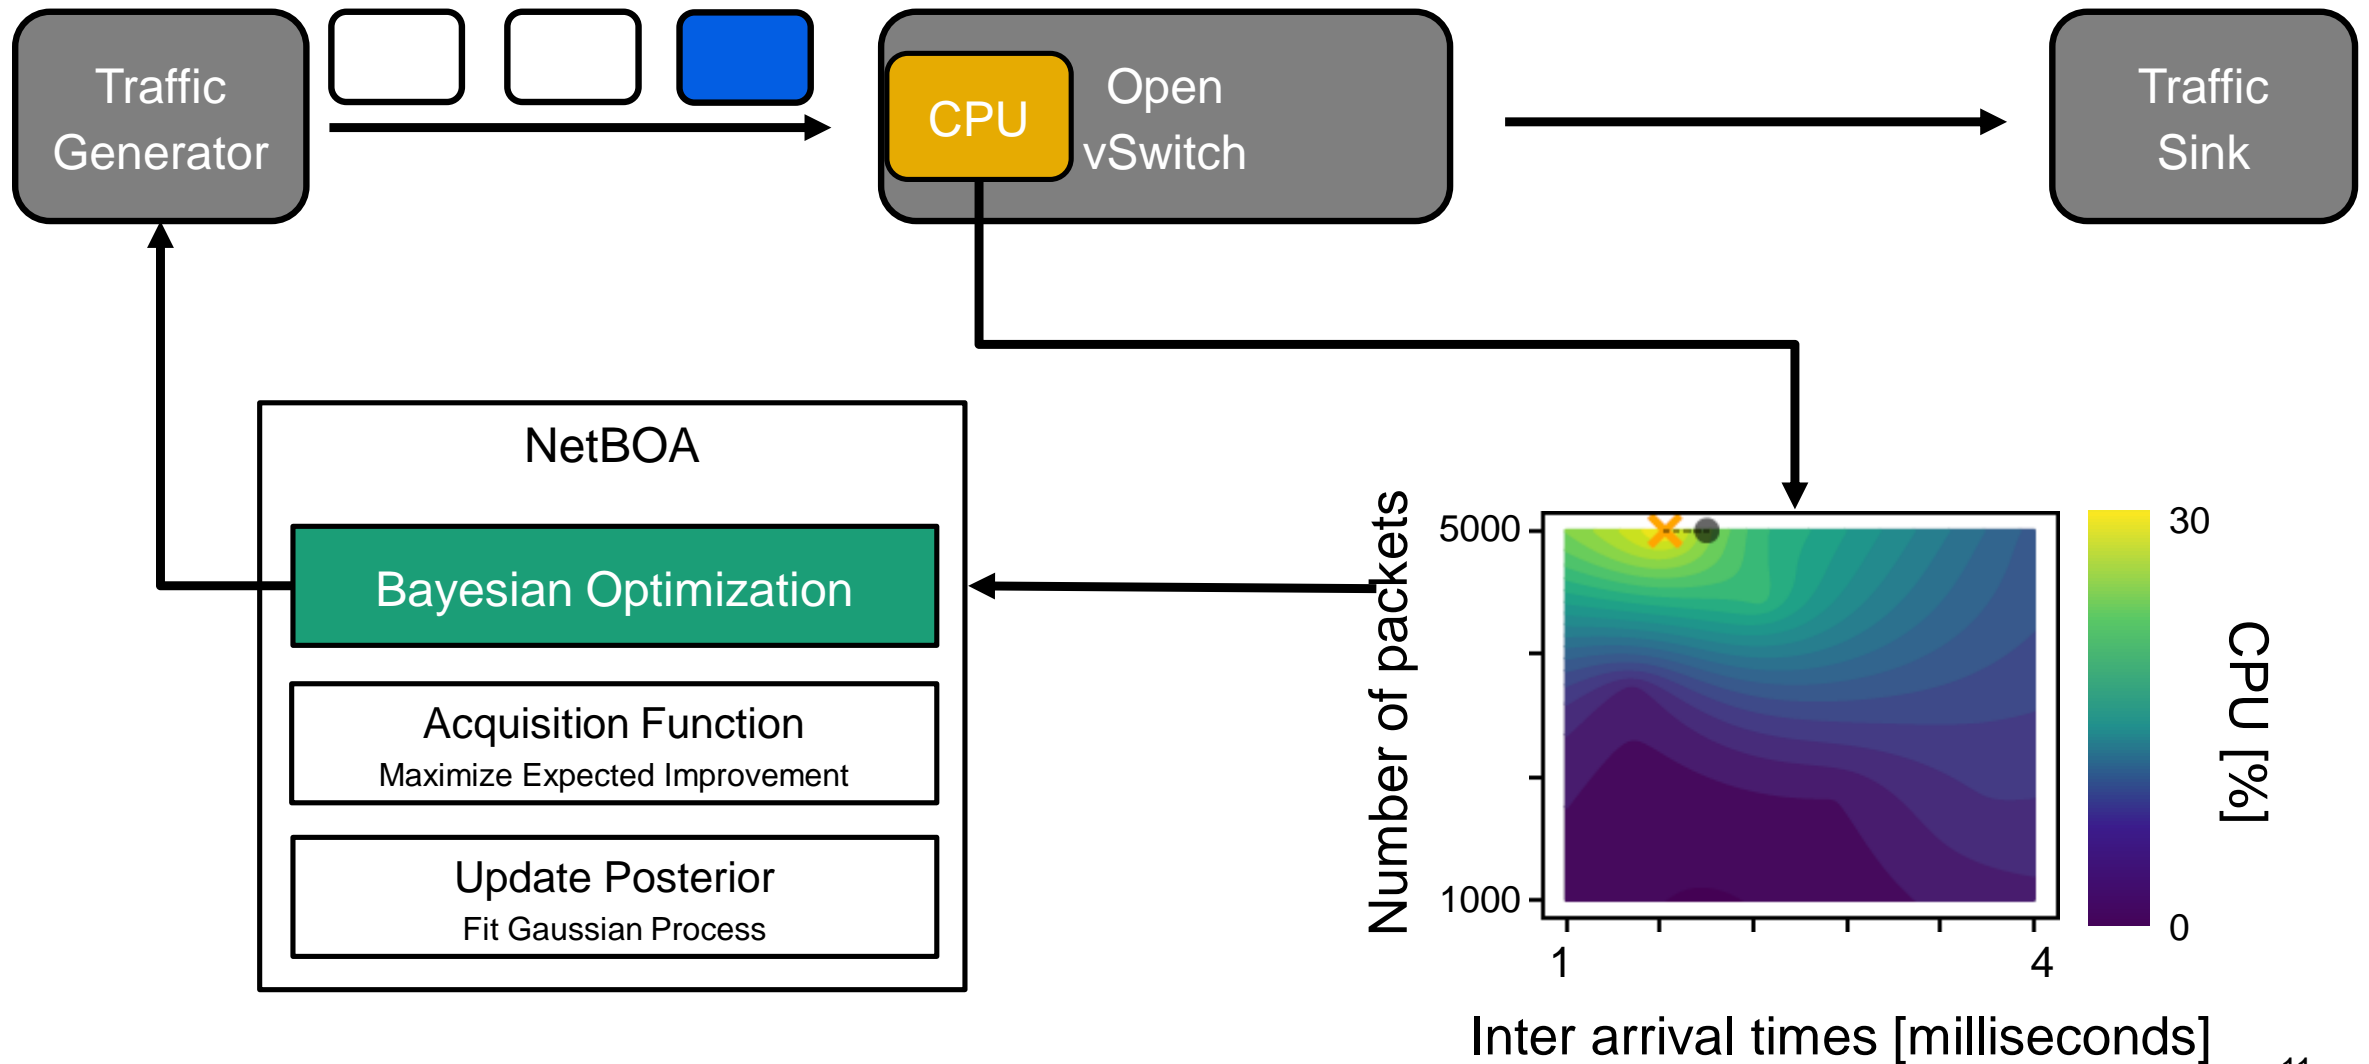 Traffic
Generator
CPU
Open
vSwitch
Traffic
Sink
NetBOA
Bayesian Optimization
Acquisition Function
Maximize Expected Improvement
Update Posterior
Fit Gaussian Process
Number of packets
5000
1000
1
4
Inter arrival times [milliseconds]
30
0
CPU [%]